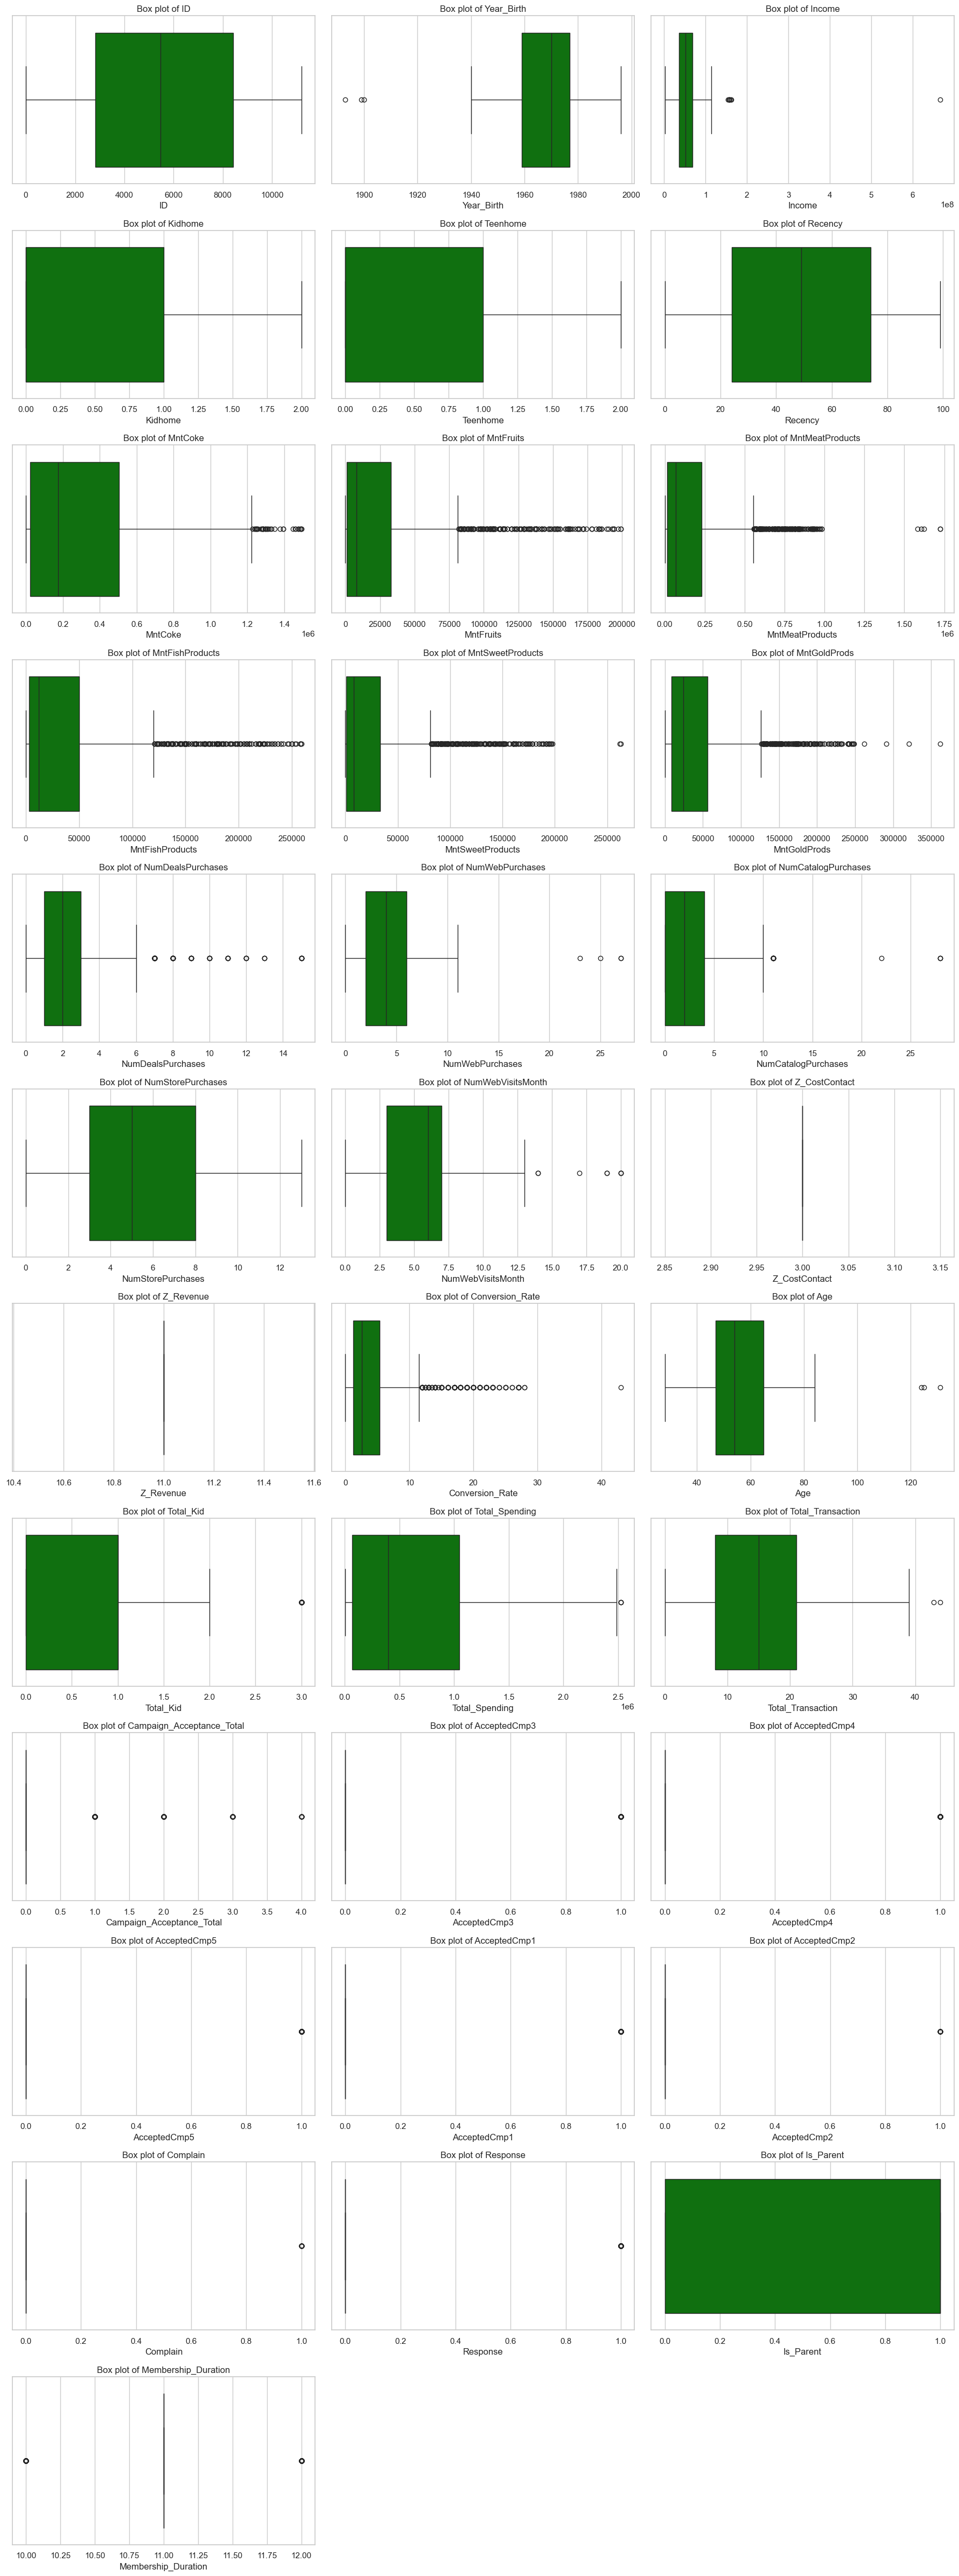 Box plot of ID
Box plot of Year_Birth
Box plot of Income
0 2000 4000 6000 8000 10000
1900 1920 1940 1960 1980 2000
0 1 2 3 4 5 6
ID
Year_Birth
Income
1e8
Box plot of Kidhome
Box plot of Teenhome
Box plot of Recency
0.00 0.25 0.50 0.75 1.00 1.25 1.50 1.75 2.00
0.00 0.25 0.50 0.75 1.00 1.25 1.50 1.75 2.00
0 20 40 60 80 100
Kidhome
Teenhome
Recency
Box plot of MntCoke
Box plot of MntFruits
Box plot of MntMeatProducts
0.0 0.2 0.4 0.6 0.8 1.0 1.2 1.4
0 25000 50000 75000 100000 125000 150000 175000 200000
0.00 0.25 0.50 0.75 1.00 1.25 1.50 1.75
MntCoke
1e6
MntFruits
MntMeatProducts
1e6
Box plot of MntFishProducts
Box plot of MntSweetProducts
Box plot of MntGoldProds
0 50000 100000 150000 200000 250000
0 50000 100000 150000 200000 250000
0 50000 100000 150000 200000 250000 300000 350000
MntFishProducts
MntSweetProducts
MntGoldProds
Box plot of NumDealsPurchases
Box plot of NumWebPurchases
Box plot of NumCatalogPurchases
0 2 4 6 8 10 12 14
0 5 10 15 20 25
0 5 10 15 20 25
NumDealsPurchases
NumWebPurchases
NumCatalogPurchases
Box plot of NumStorePurchases
Box plot of NumWebVisitsMonth
Box plot of Z_CostContact
0 2 4 6 8 10 12
0.0 2.5 5.0 7.5 10.0 12.5 15.0 17.5 20.0
2.85 2.90 2.95 3.00 3.05 3.10 3.15
NumStorePurchases
NumWebVisitsMonth
Z_CostContact
Box plot of Z_Revenue
Box plot of Conversion_Rate
Box plot of Age
10.4 10.6 10.8 11.0 11.2 11.4 11.6
0 10 20 30 40
40 60 80 100 120
Z_Revenue
Conversion_Rate
Age
Box plot of Total_Kid
Box plot of Total_Spending
Box plot of Total_Transaction
0.0 0.5 1.0 1.5 2.0 2.5 3.0
0.0 0.5 1.0 1.5 2.0 2.5
0 10 20 30 40
Total_Kid
Total_Spending
1e6
Total_Transaction
Box plot of Campaign_Acceptance_Total
Box plot of AcceptedCmp3
Box plot of AcceptedCmp4
0.0 0.5 1.0 1.5 2.0 2.5 3.0 3.5 4.0
0.0 0.2 0.4 0.6 0.8 1.0
0.0 0.2 0.4 0.6 0.8 1.0
Campaign_Acceptance_Total
AcceptedCmp3
AcceptedCmp4
Box plot of AcceptedCmp5
Box plot of AcceptedCmp1
Box plot of AcceptedCmp2
0.0 0.2 0.4 0.6 0.8 1.0
0.0 0.2 0.4 0.6 0.8 1.0
0.0 0.2 0.4 0.6 0.8 1.0
AcceptedCmp5
AcceptedCmp1
AcceptedCmp2
Box plot of Complain
Box plot of Response
Box plot of Is_Parent
0.0 0.2 0.4 0.6 0.8 1.0
0.0 0.2 0.4 0.6 0.8 1.0
0.0 0.2 0.4 0.6 0.8 1.0
Complain
Response
Is_Parent
Box plot of Membership_Duration
10.00 10.25 10.50 10.75 11.00 11.25 11.50 11.75 12.00
Membership_Duration